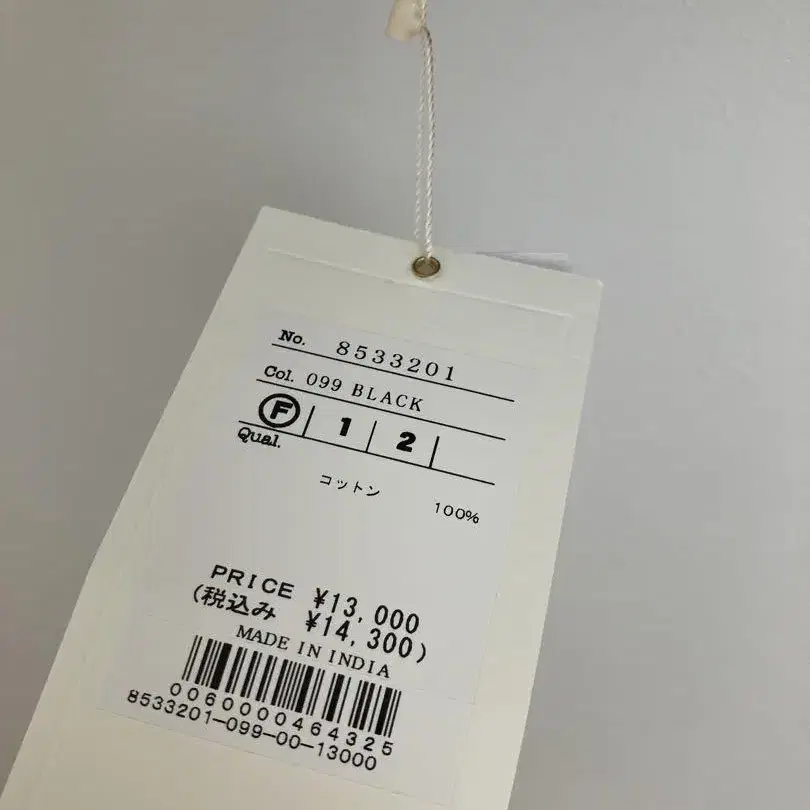 No. 8533201
Col. 099 BLACK
F 1 2
Qual.
コットン 100%
PRICE ¥13,000
(税込み ¥14,300)
MADE IN INDIA
0060000464325
8533201-099-00-13000